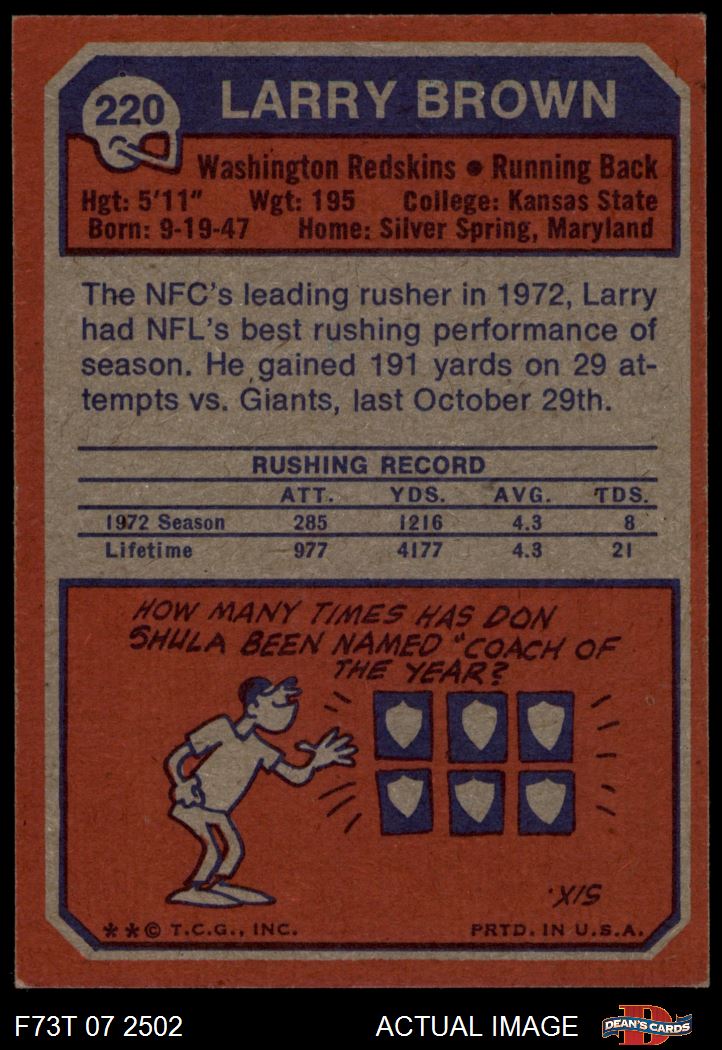 220
LARRY BROWN
Washington Redskins • Running Back
Hgt: 5'11" Wgt: 195 College: Kansas State
Born: 9-19-47 Home: Silver Spring, Maryland
The NFC's leading rusher in 1972, Larry
had NFL's best rushing performance of
season. He gained 191 yards on 29 at-
tempts vs. Giants, last October 29th.
RUSHING RECORD
ATT. YDS. AVG. TDS.
1972 Season 285 1216 4.3 8
Lifetime 977 4177 4.3 21
HOW MANY TIMES HAS DON
SHULA BEEN NAMED "COACH OF
THE YEAR?
SIX.
**© T.C.G., INC. PRTD. IN U.S.A.
F73T 07 2502 ACTUAL IMAGE
D
DEAN'S CARDS